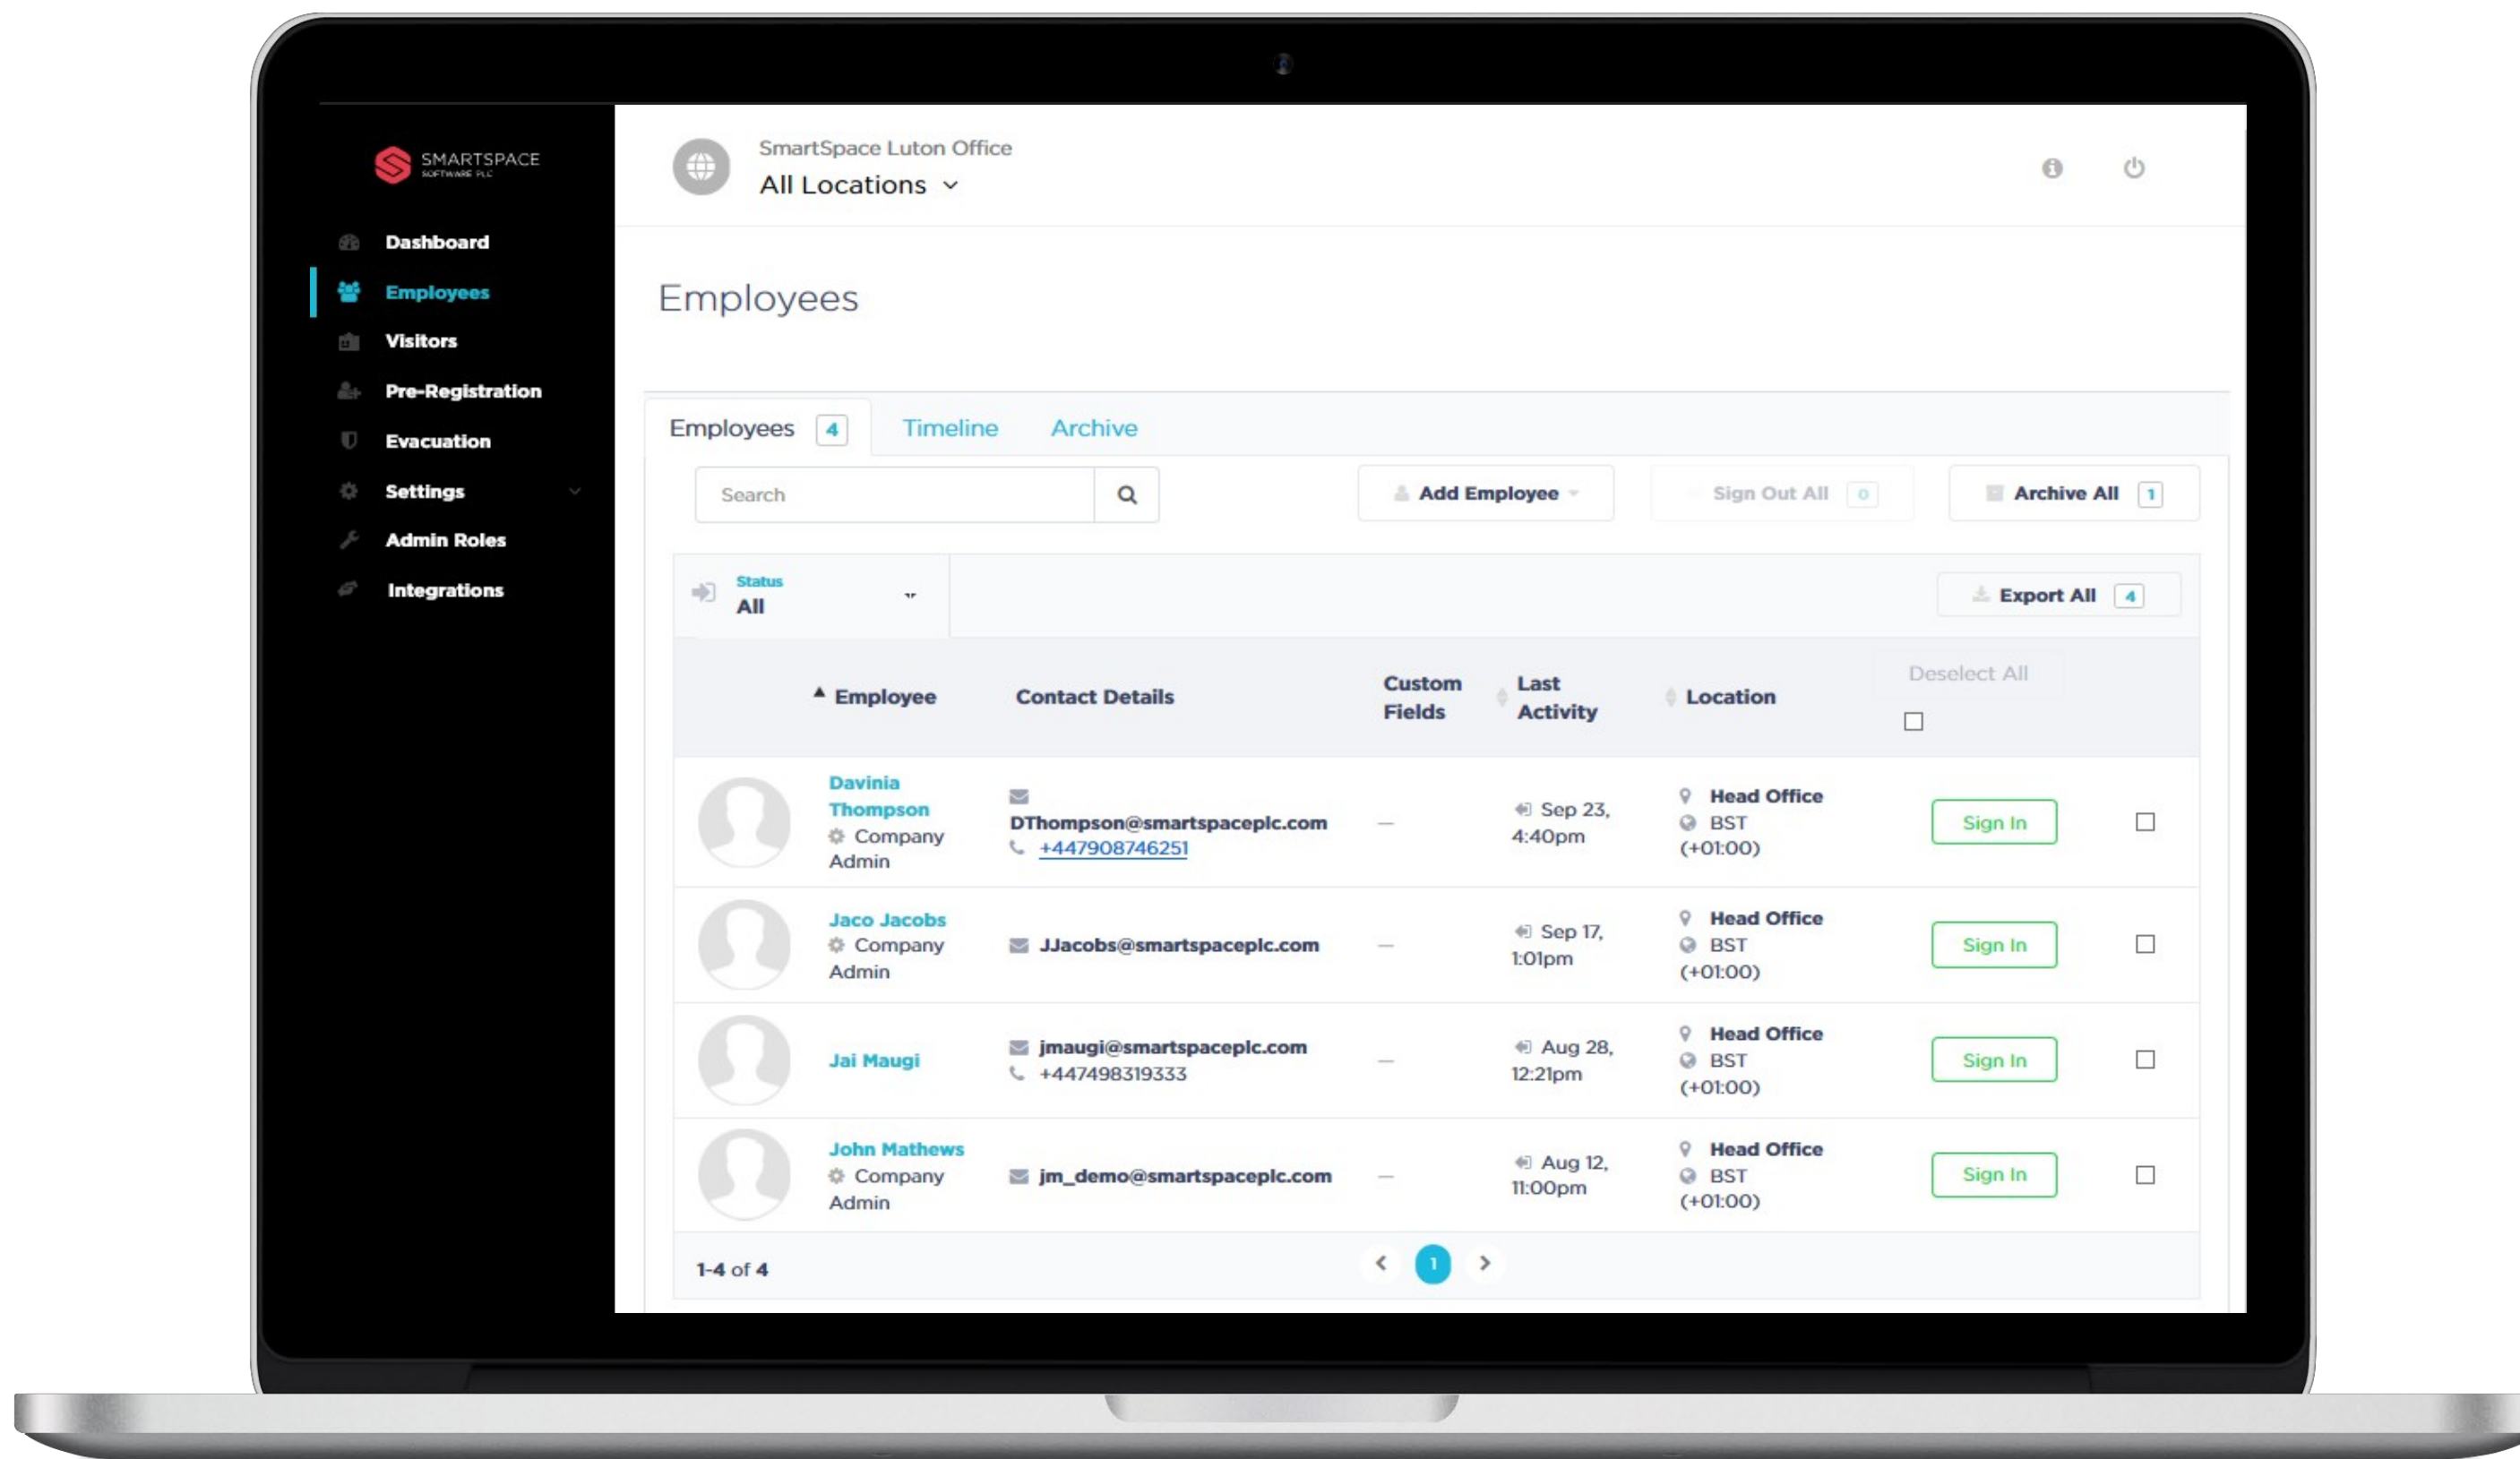 SMARTSPACE
SOFTWARE PLC
Dashboard
Employees
Visitors
Pre-Registration
Evacuation
Settings
Admin Roles
Integrations
SmartSpace Luton Office
All Locations
Employees
Employees 4 Timeline Archive
Search Add Employee Sign Out All 0 Archive All 1
Status
All
Export All 4
Employee Contact Details Custom Fields Last Activity Location Deselect All
Davinia
Thompson
Company
Admin
DThompson@smartspaceplc.com
+447908746251
—
Sep 23,
4:40pm
Head Office
BST
(+01:00)
Sign In
Jaco Jacobs
Company
Admin
JJacobs@smartspaceplc.com
—
Sep 17,
1:01pm
Head Office
BST
(+01:00)
Sign In
Jai Maugi
jmaugi@smartspaceplc.com
+447498319333
—
Aug 28,
12:21pm
Head Office
BST
(+01:00)
Sign In
John Mathews
Company
Admin
jm_demo@smartspaceplc.com
—
Aug 12,
11:00pm
Head Office
BST
(+01:00)
Sign In
1-4 of 4
1